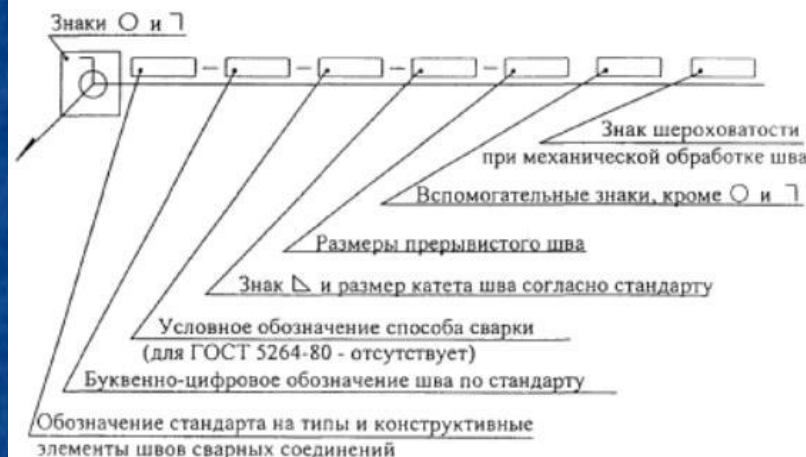 Знаки ○ и ⅂
Знак шероховатости
при механической обработке шва
Вспомогательные знаки, кроме ○ и ⅂
Размеры прерывистого шва
Знак ◺ и размер катета шва согласно стандарту
Условное обозначение способа сварки
(для ГОСТ 5264-80 - отсутствует)
Буквенно-цифровое обозначение шва по стандарту
Обозначение стандарта на типы и конструктивные
элементы швов сварных соединений